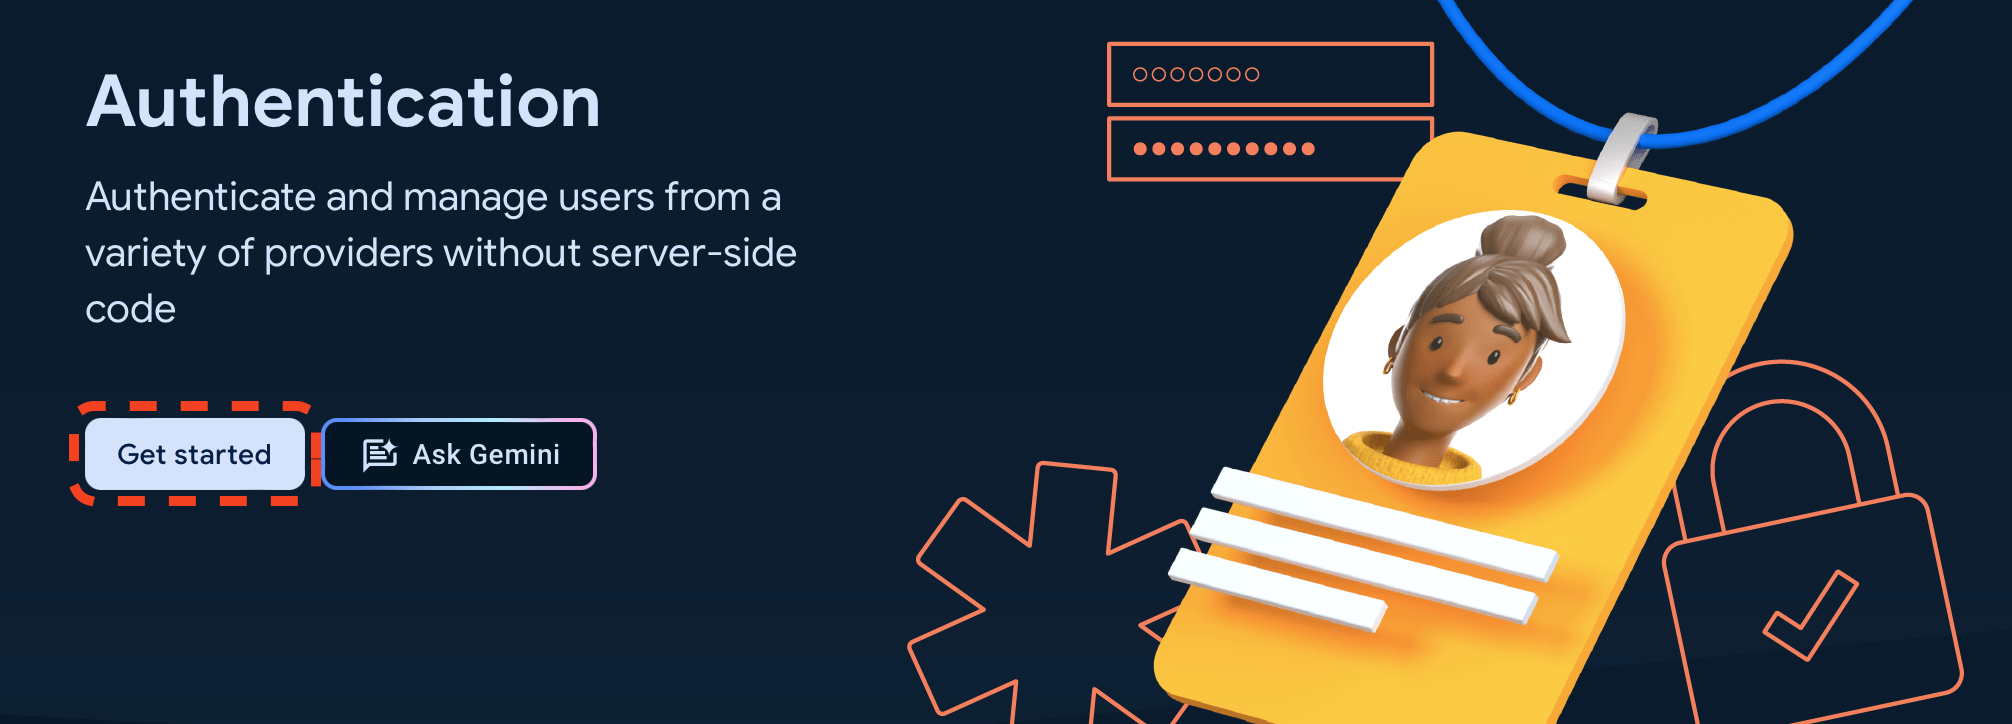 Authentication
Authenticate and manage users from a
variety of providers without server-side
code
Get started
Ask Gemini